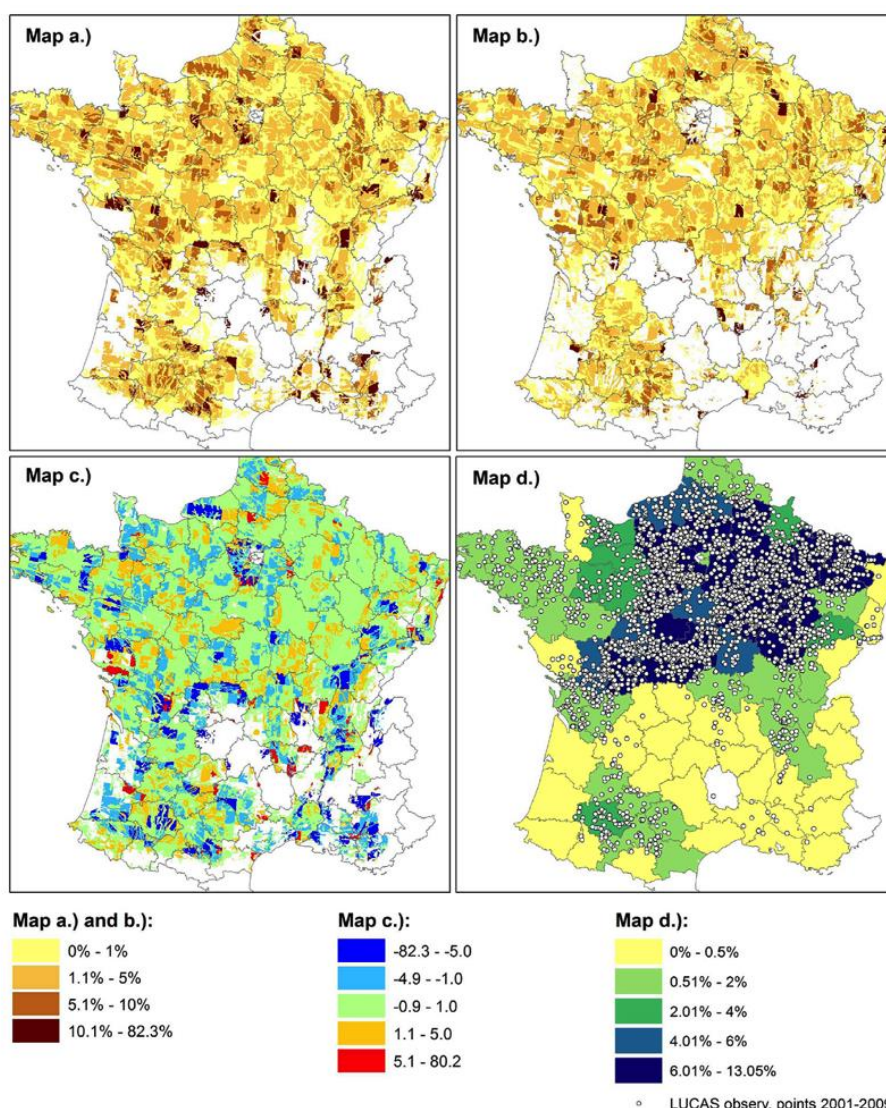 Map a.)
Map b.)
Map c.)
Map d.)
Map a.) and b.):
0% - 1%
1.1% - 5%
5.1% - 10%
10.1% - 82.3%
Map c.):
-82.3 - -5.0
-4.9 - -1.0
-0.9 - 1.0
1.1 - 5.0
5.1 - 80.2
Map d.):
0% - 0.5%
0.51% - 2%
2.01% - 4%
4.01% - 6%
6.01% - 13.05%
LUCAS observ. points 2001-2009